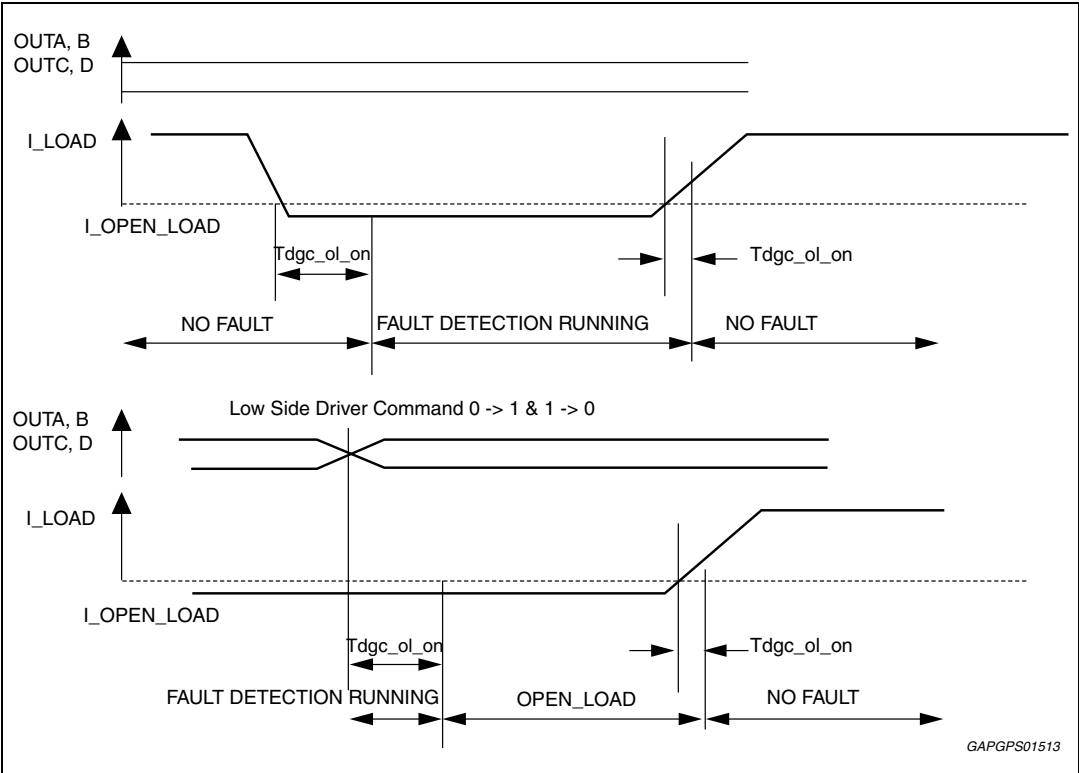 OUTA, B
OUTC, D
I_LOAD
I_OPEN_LOAD
Tdgc_ol_on
Tdgc_ol_on
NO FAULT
FAULT DETECTION RUNNING
NO FAULT
Low Side Driver Command 0 -> 1 & 1 -> 0
OUTA, B
OUTC, D
I_LOAD
I_OPEN_LOAD
Tdgc_ol_on
Tdgc_ol_on
FAULT DETECTION RUNNING
OPEN_LOAD
NO FAULT
GAPGPS01513